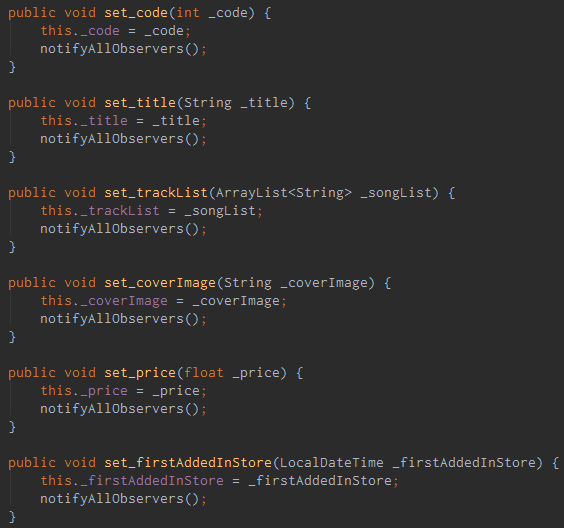 public void set_code(int _code) {
this._code = _code;
notifyAllObservers();
}
public void set_title(String _title) {
this._title = _title;
notifyAllObservers();
}
public void set_trackList(ArrayList<String> _songList) {
this._trackList = _songList;
notifyAllObservers();
}
public void set_coverImage(String _coverImage) {
this._coverImage = _coverImage;
notifyAllObservers();
}
public void set_price(float _price) {
this._price = _price;
notifyAllObservers();
}
public void set_firstAddedInStore(LocalDateTime _firstAddedInStore) {
this._firstAddedInStore = _firstAddedInStore;
notifyAllObservers();
}